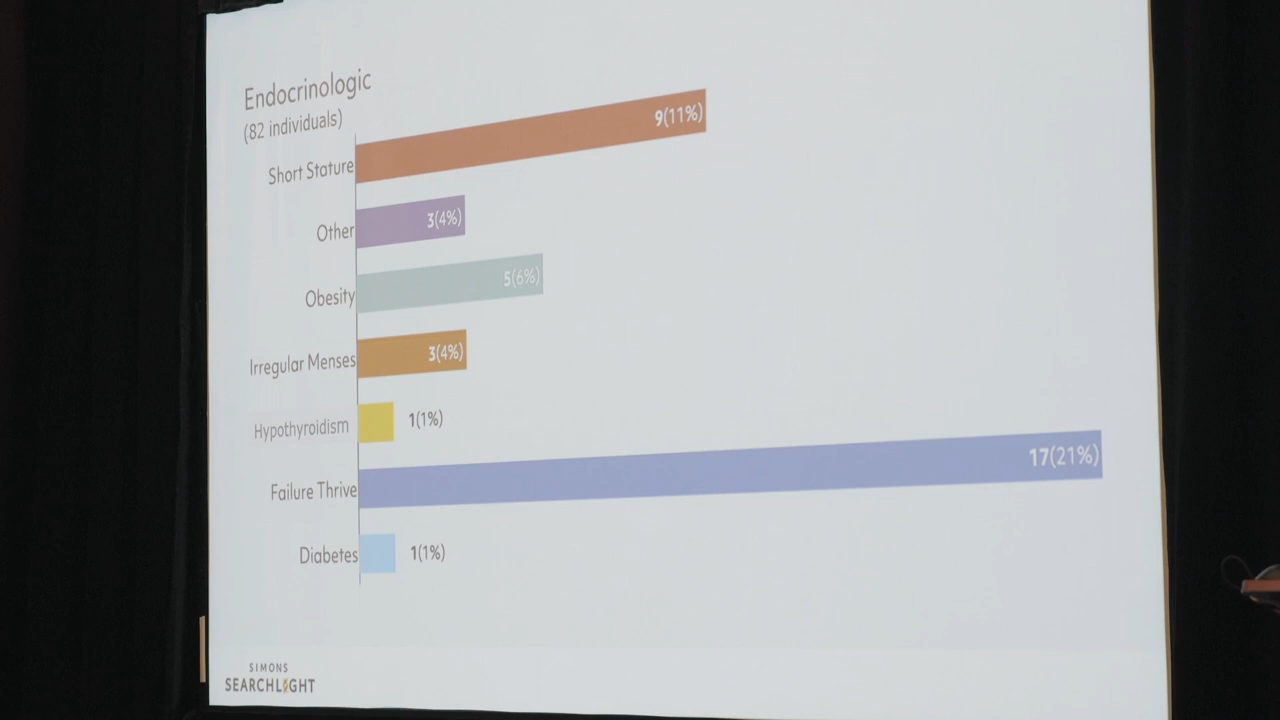 Endocrinologic
(82 individuals)
Short Stature 9(11%)
Other 3(4%)
Obesity 5(6%)
Irregular Menses 3(4%)
Hypothyroidism 1(1%)
Failure Thrive 17(21%)
Diabetes 1(1%)
SIMONS
SEARCHLIGHT